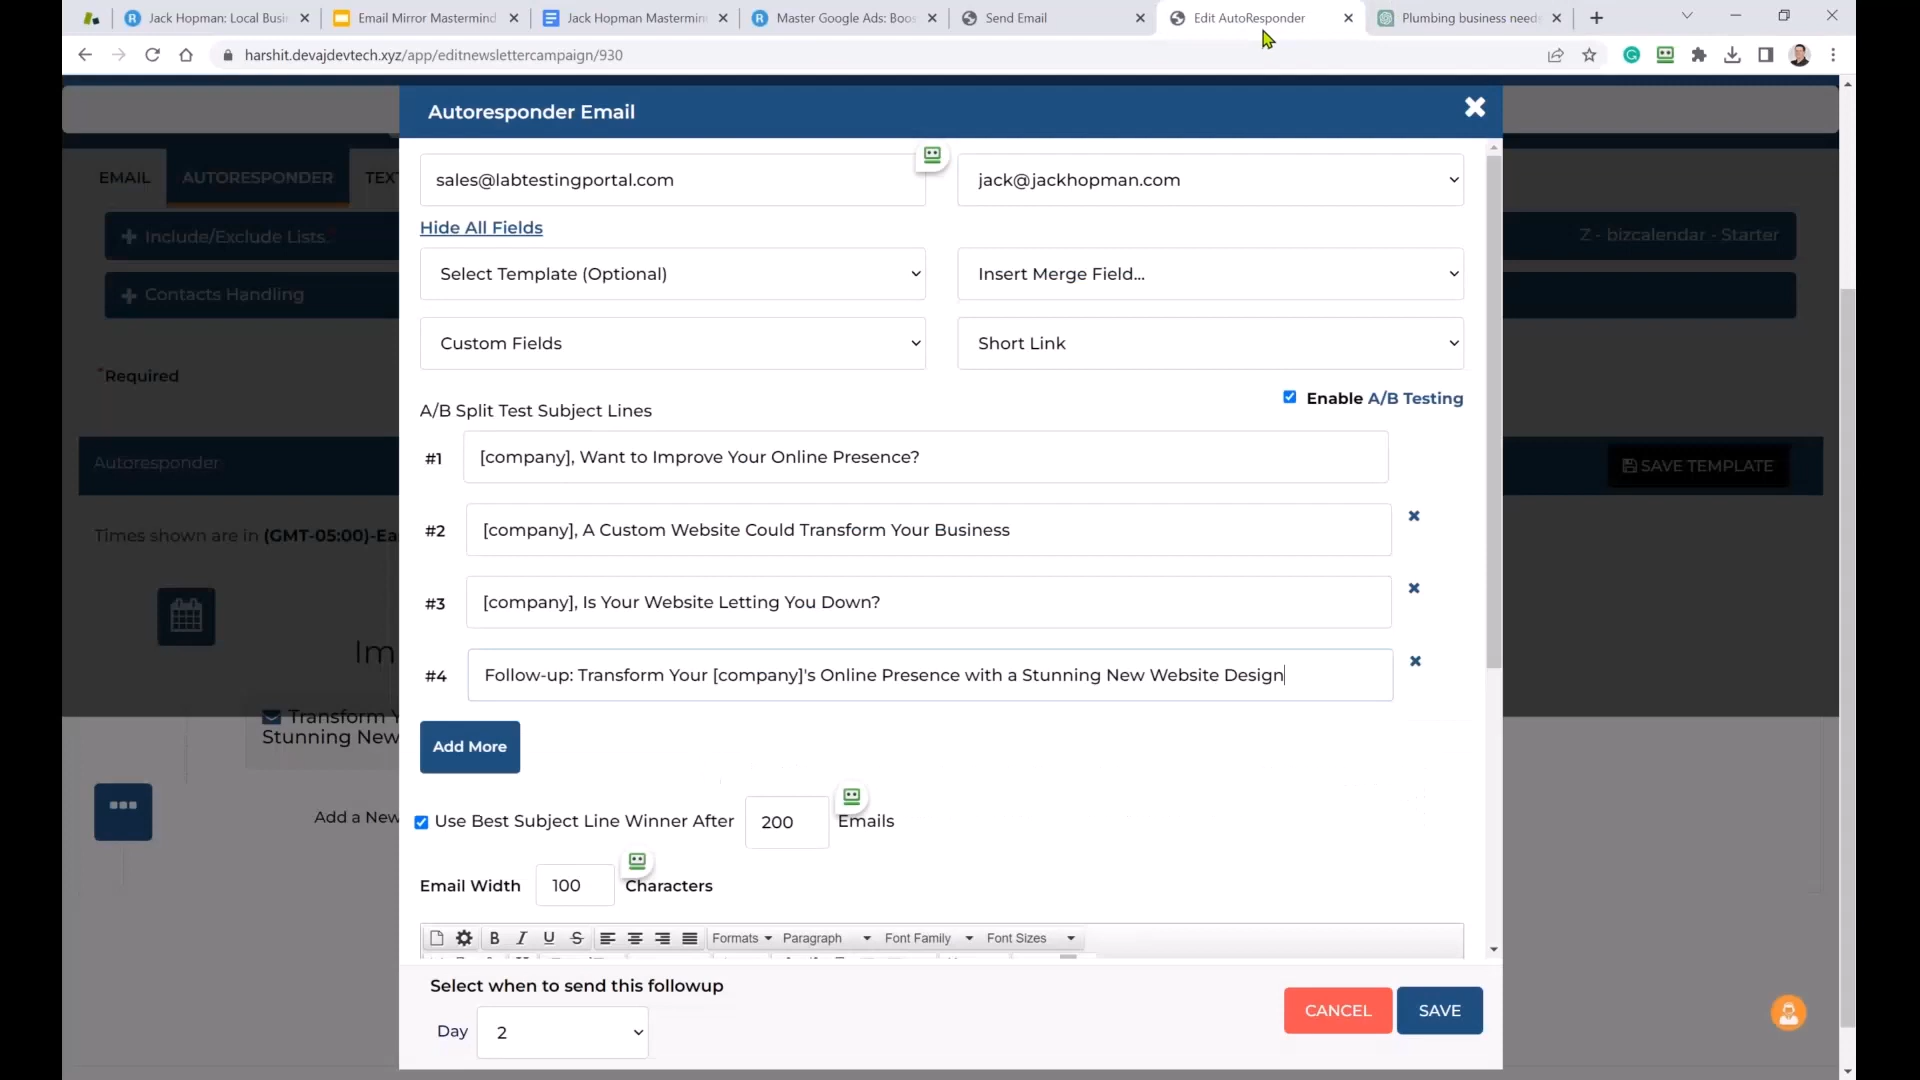 Jack Hopman: Local Busi
Email Mirror Mastermind
Jack Hopman Mastermin
Master Google Ads: Boos
Send Email
Edit AutoResponder
Plumbing business need
harshit.devajdevtech.xyz/app/editnewslettercampaign/930
Autoresponder Email
EMAIL
AUTORESPONDER
TEXT
sales@labtestingportal.com
jack@jackhopman.com
Hide All Fields
Include/Exclude Lists.*
Z - bizcalendar - Starter
Select Template (Optional)
Insert Merge Field...
Contacts Handling
Custom Fields
Short Link
*Required
Enable A/B Testing
A/B Split Test Subject Lines
#1 [company], Want to Improve Your Online Presence?
Autoresponder
SAVE TEMPLATE
#2 [company], A Custom Website Could Transform Your Business
Times shown are in (GMT-05:00)-Ea
#3 [company], Is Your Website Letting You Down?
Im
#4 Follow-up: Transform Your [company]'s Online Presence with a Stunning New Website Design
Transform Y
Stunning New
Add More
Add a New
Use Best Subject Line Winner After 200 Emails
Email Width 100 Characters
Formats Paragraph Font Family Font Sizes
Select when to send this followup
Day 2
CANCEL
SAVE